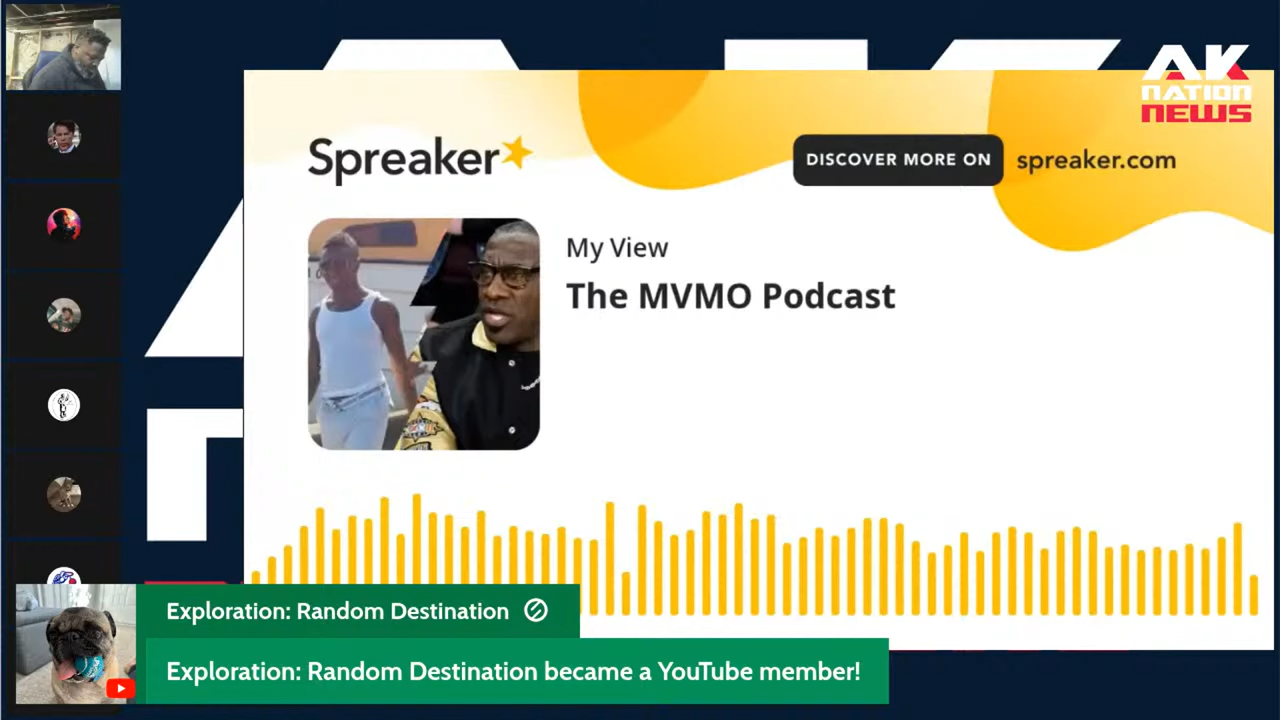 AK
NATION
NEWS
Spreaker
DISCOVER MORE ON
spreaker.com
My View
The MVMO Podcast
Exploration: Random Destination
Exploration: Random Destination became a YouTube member!